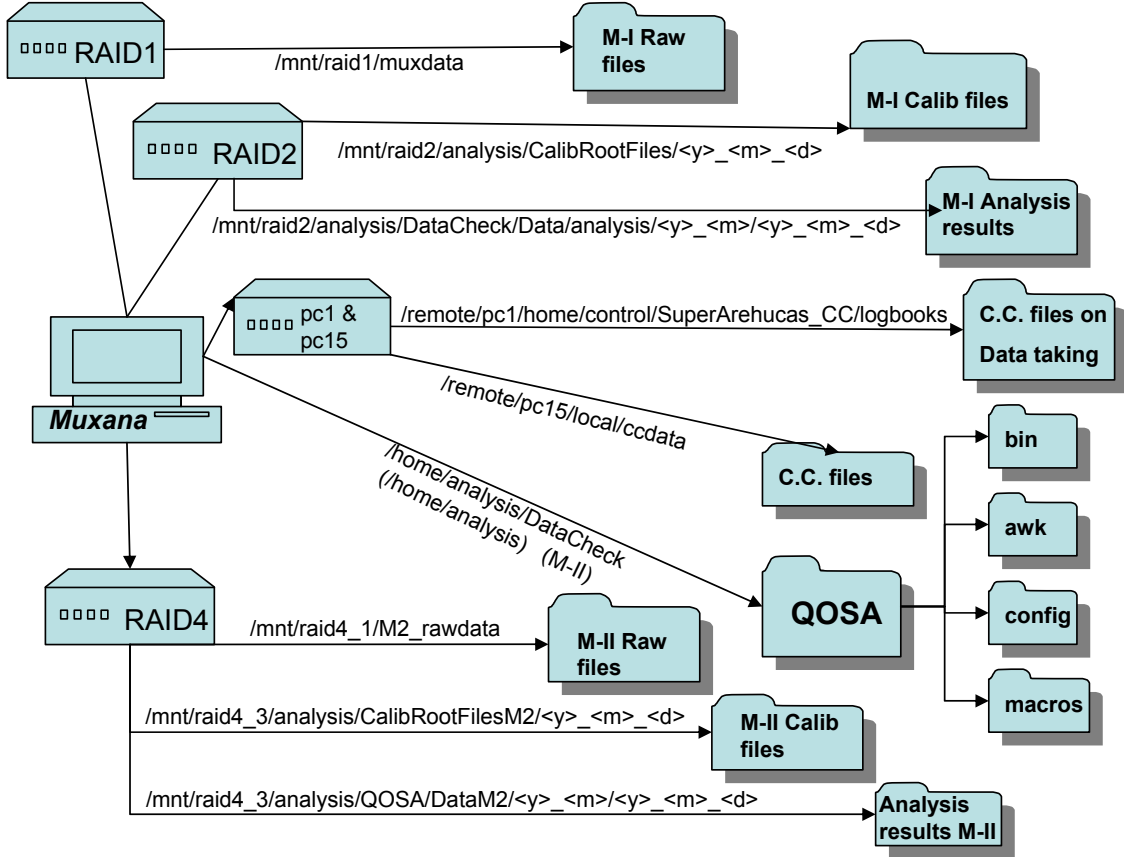 RAID1
/mnt/raid1/muxdata
M-I Raw
files
M-I Calib files
RAID2
/mnt/raid2/analysis/CalibRootFiles/<y>_<m>_<d>
M-I Analysis
results
/mnt/raid2/analysis/DataCheck/Data/analysis/<y>_<m>/<y>_<m>_<d>
pc1 &
pc15
/remote/pc1/home/control/SuperArehucas_CC/logbooks
C.C. files on
Data taking
/remote/pc15/local/ccdata
C.C. files
Muxana
/home/analysis/DataCheck
(/home/analysis) (M-II)
QOSA
bin
awk
config
macros
RAID4
/mnt/raid4_1/M2_rawdata
M-II Raw
files
/mnt/raid4_3/analysis/CalibRootFilesM2/<y>_<m>_<d>
M-II Calib
files
/mnt/raid4_3/analysis/QOSA/DataM2/<y>_<m>/<y>_<m>_<d>
Analysis
results M-II